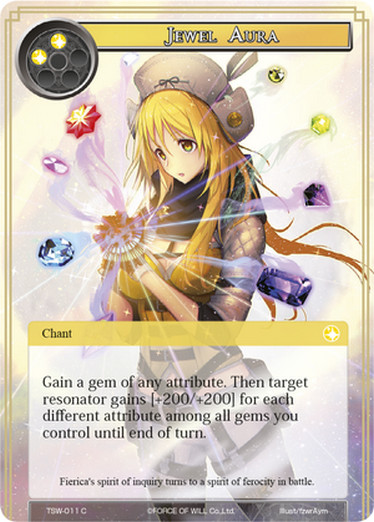 Jewel Aura
Chant
Gain a gem of any attribute. Then target
resonator gains [+200/+200] for each
different attribute among all gems you
control until end of turn.
Fierica's spirit of inquiry turns to a spirit of ferocity in battle.
TSW-011 C ©FORCE OF WILL Co.,Ltd. Illust/fzwrAym